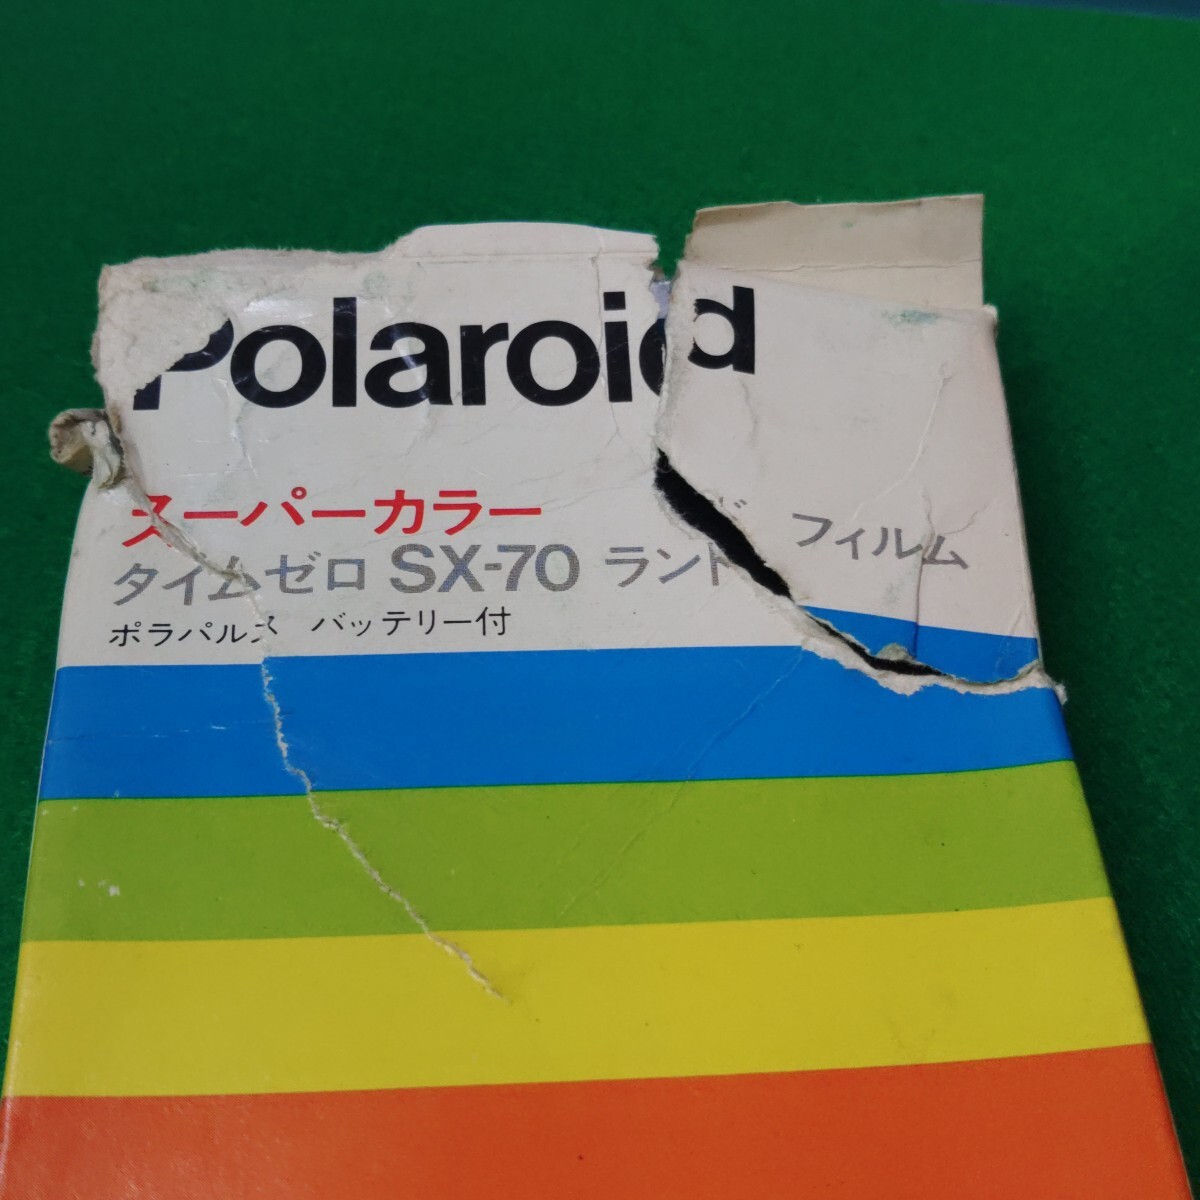 Polaroid
スーパーカラー
タイムゼロ SX-70 ランド フィルム
ポラパルス バッテリー付